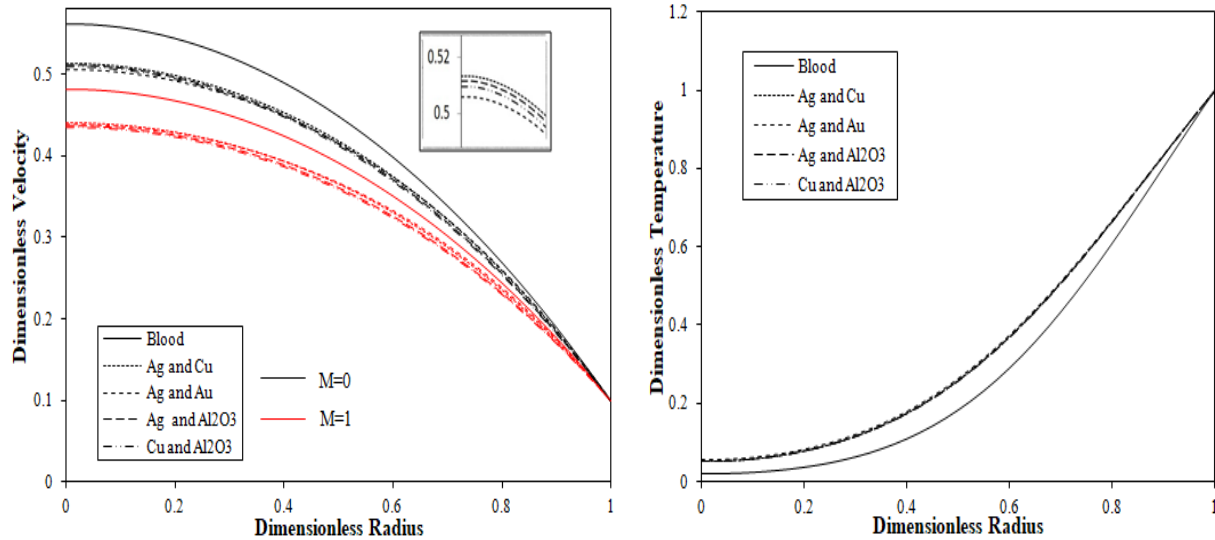 Dimensionless Velocity
0.5
0.4
0.3
0.2
0.1
0
0.52
0.5
Blood
Ag and Cu
Ag and Au
Ag and Al2O3
Cu and Al2O3
M=0
M=1
0 0.2 0.4 0.6 0.8 1
Dimensionless Radius
Dimensionless Temperature
1.2
1
0.8
0.6
0.4
0.2
0
Blood
Ag and Cu
Ag and Au
Ag and Al2O3
Cu and Al2O3
0 0.2 0.4 0.6 0.8 1
Dimensionless Radius